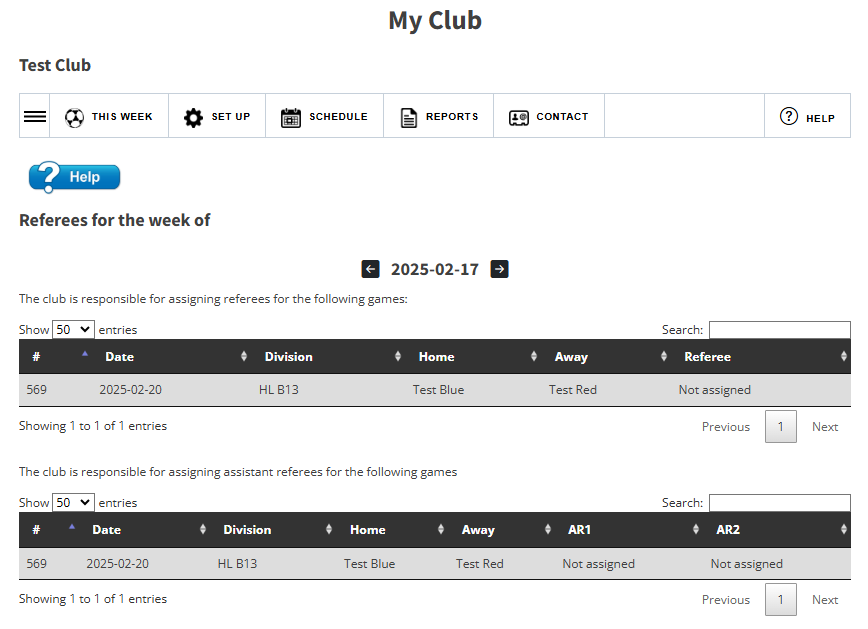 My Club
Test Club
THIS WEEK SET UP SCHEDULE REPORTS CONTACT ? HELP
? Help
Referees for the week of
2025-02-17
The club is responsible for assigning referees for the following games:
Show 50 entries Search:
# Date Division Home Away Referee
569 2025-02-20 HL B13 Test Blue Test Red Not assigned
Showing 1 to 1 of 1 entries Previous 1 Next
The club is responsible for assigning assistant referees for the following games
Show 50 entries Search:
# Date Division Home Away AR1 AR2
569 2025-02-20 HL B13 Test Blue Test Red Not assigned Not assigned
Showing 1 to 1 of 1 entries Previous 1 Next